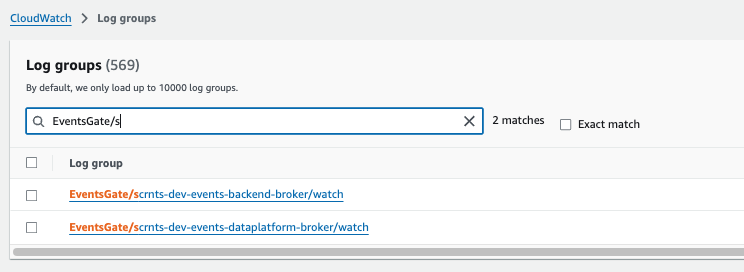 CloudWatch > Log groups
Log groups (569)
By default, we only load up to 10000 log groups.
EventsGate/s 2 matches Exact match
Log group
EventsGate/scrnts-dev-events-backend-broker/watch
EventsGate/scrnts-dev-events-dataplatform-broker/watch